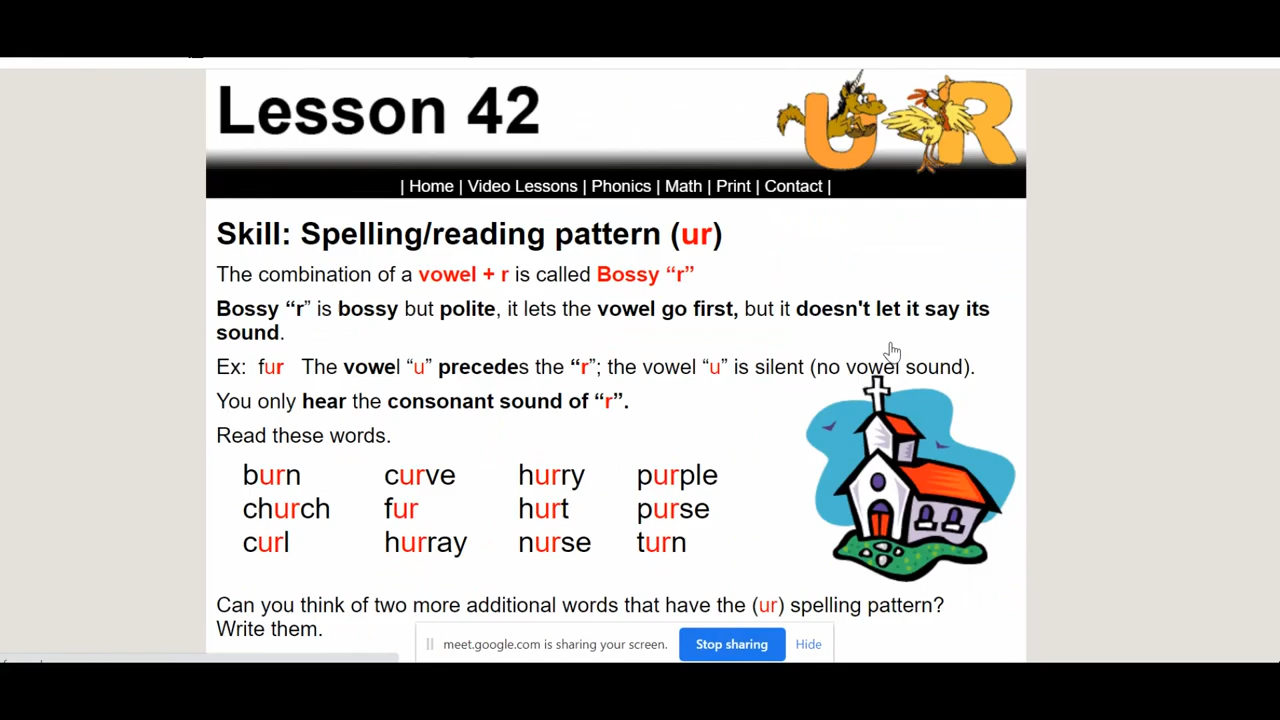 Lesson 42
U R
| Home | Video Lessons | Phonics | Math | Print | Contact |
Skill: Spelling/reading pattern (ur)
The combination of a vowel + r is called Bossy “r”
Bossy “r” is bossy but polite, it lets the vowel go first, but it doesn't let it say its
sound.
Ex: fur The vowel “u” precedes the “r”; the vowel “u” is silent (no vowel sound).
You only hear the consonant sound of “r”.
Read these words.
burn curve hurry purple
church fur hurt purse
curl hurray nurse turn
Can you think of two more additional words that have the (ur) spelling pattern?
Write them.
meet.google.com is sharing your screen. Stop sharing Hide